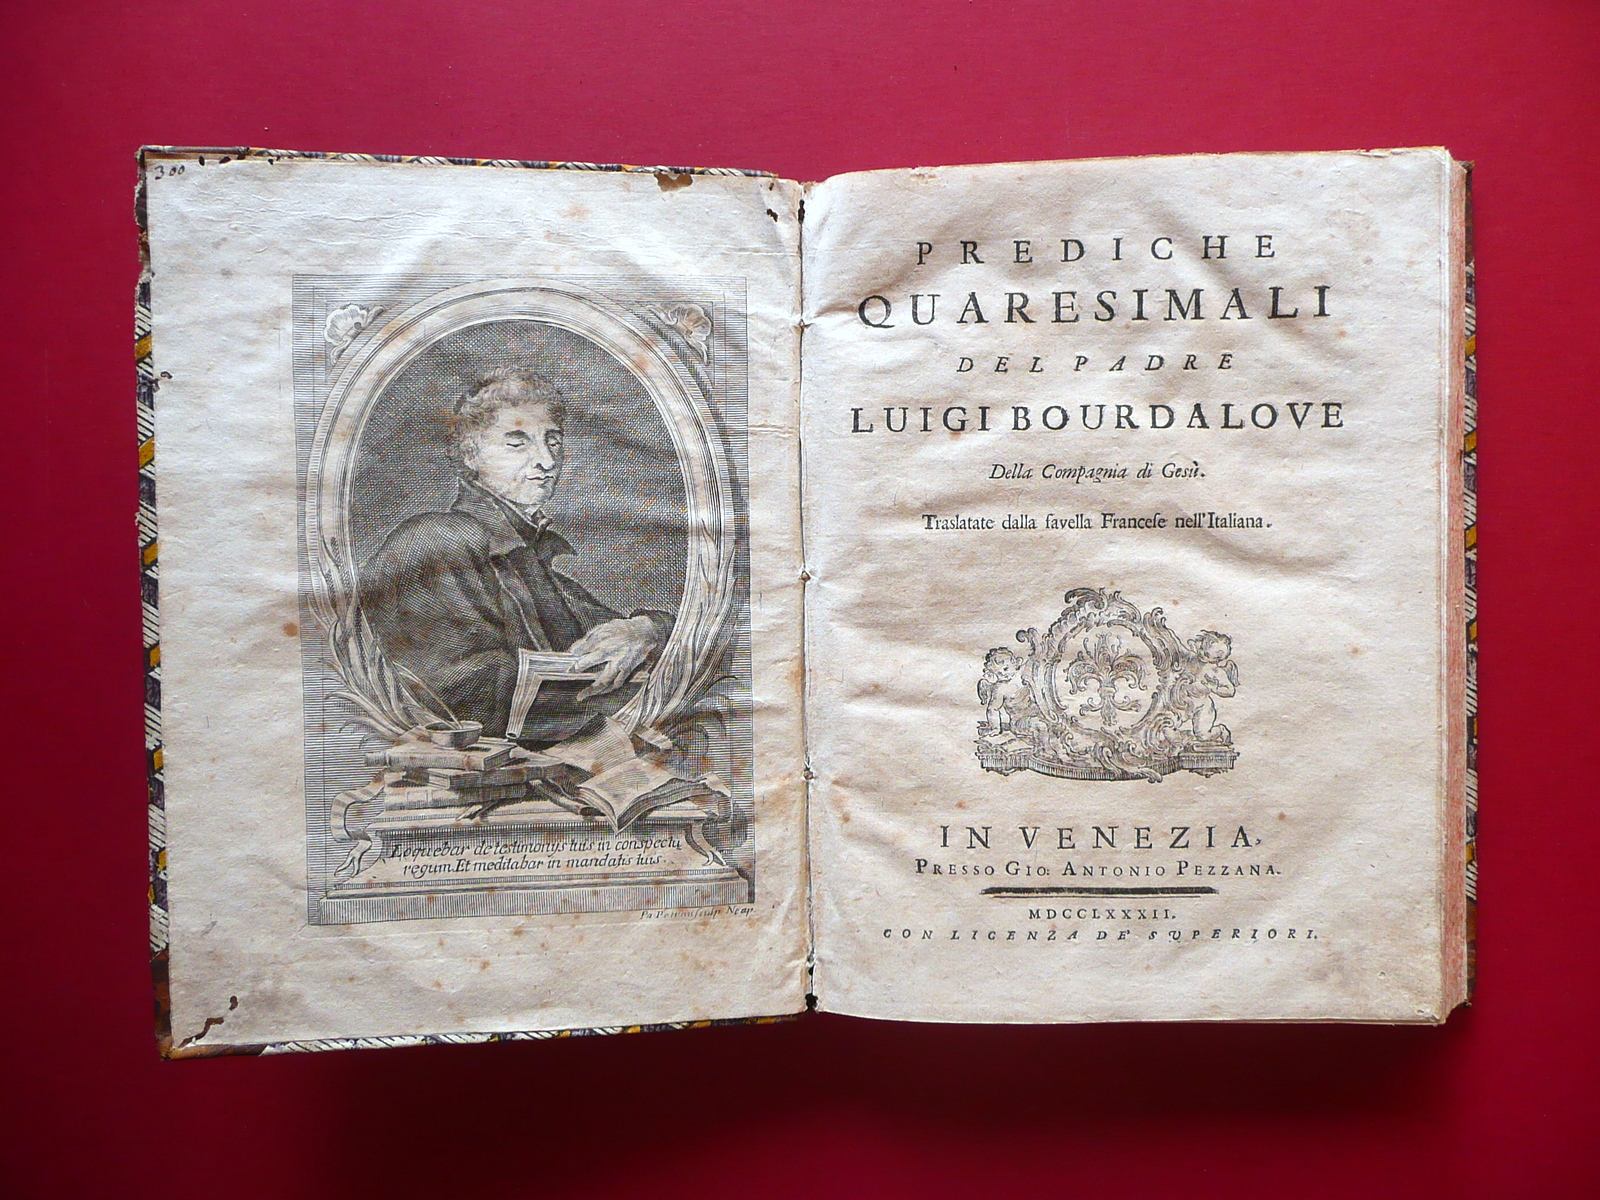 300
Loquebar de testimonijs tuis in conspectu
regum. Et meditabar in mandatis tuis.
sculp. Neap.
PREDICHE
QUARESIMALI
DEL PADRE
LUIGI BOURDALOVE
Della Compagnia di Gesù.
Traslatate dalla favella Franceſe nell'Italiana.
IN VENEZIA,
PRESSO GIO: ANTONIO PEZZANA.
MDCCLXXXII.
CON LICENZA DE' SUPERIORI.